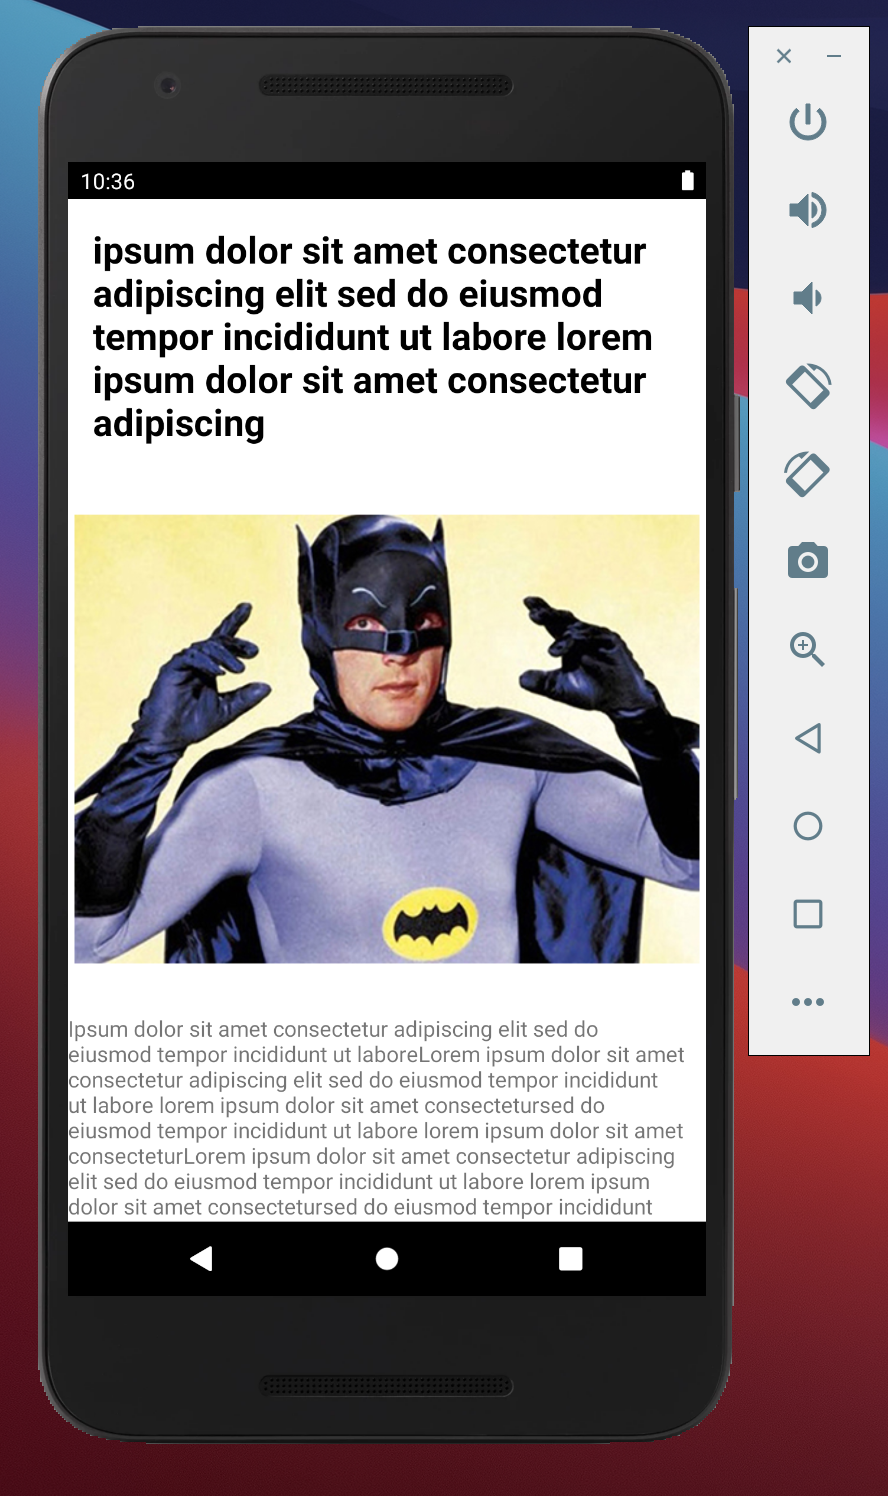 10:36
ipsum dolor sit amet consectetur
adipiscing elit sed do eiusmod
tempor incididunt ut labore lorem
ipsum dolor sit amet consectetur
adipiscing
Ipsum dolor sit amet consectetur adipiscing elit sed do
eiusmod tempor incididunt ut laboreLorem ipsum dolor sit amet
consectetur adipiscing elit sed do eiusmod tempor incididunt
ut labore lorem ipsum dolor sit amet consectetursed do
eiusmod tempor incididunt ut labore lorem ipsum dolor sit amet
consecteturLorem ipsum dolor sit amet consectetur adipiscing
elit sed do eiusmod tempor incididunt ut labore lorem ipsum
dolor sit amet consectetursed do eiusmod tempor incididunt